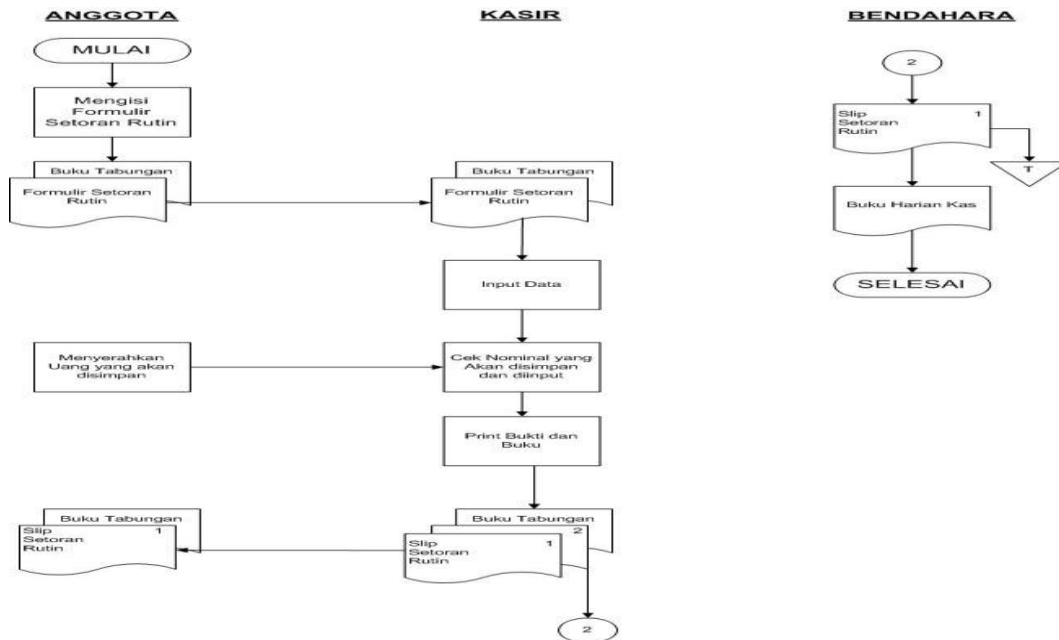 ANGGOTA
MULAI
Mengisi
Formulir
Setoran Rutin
Buku Tabungan
Formulir Setoran
Rutin
Menyerahkan
Uang yang akan
disimpan
Buku Tabungan
Slip 1
Setoran
Rutin
KASIR
Buku Tabungan
Formulir Setoran
Rutin
Input Data
Cek Nominal yang
Akan disimpan
dan diinput
Print Bukti dan
Buku
Buku Tabungan
2
Slip 1
Setoran
Rutin
2
BENDAHARA
2
Slip 1
Setoran
Rutin
T
Buku Harian Kas
SELESAI